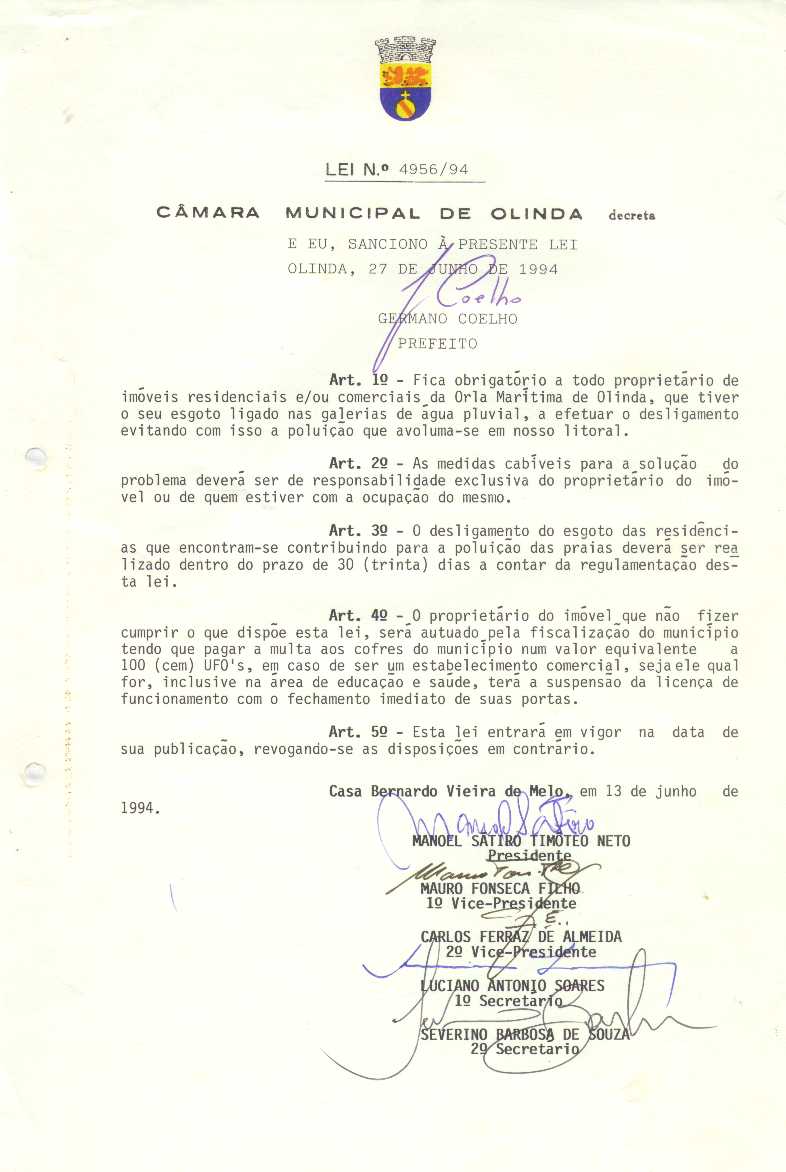 LEI N.º 4956/94
CÂMARA MUNICIPAL DE OLINDA decreta
E EU, SANCIONO À PRESENTE LEI
OLINDA, 27 DE JUNHO DE 1994
Coelho
GERMANO COELHO
PREFEITO
Art. 1º - Fica obrigatório a todo proprietário de
imóveis residenciais e/ou comerciais da Orla Marítima de Olinda, que tiver
o seu esgoto ligado nas galerias de água pluvial, a efetuar o desligamento
evitando com isso a poluição que avoluma-se em nosso litoral.
Art. 2º - As medidas cabíveis para a solução do
problema deverá ser de responsabilidade exclusiva do proprietário do imó-
vel ou de quem estiver com a ocupação do mesmo.
Art. 3º - O desligamento do esgoto das residênci-
as que encontram-se contribuindo para a poluição das praias deverá ser rea
lizado dentro do prazo de 30 (trinta) dias a contar da regulamentação des-
ta lei.
Art. 4º - O proprietário do imóvel que não fizer
cumprir o que dispõe esta lei, será autuado pela fiscalização do município
tendo que pagar a multa aos cofres do município num valor equivalente a
100 (cem) UFO's, em caso de ser um estabelecimento comercial, seja ele qual
for, inclusive na área de educação e saúde, terá a suspensão da licença de
funcionamento com o fechamento imediato de suas portas.
Art. 5º - Esta lei entrará em vigor na data de
sua publicação, revogando-se as disposições em contrário.
Casa Bernardo Vieira de Melo, em 13 de junho de
1994.
MANOEL SÁTIRO TIMÓTEO NETO
Presidente
MAURO FONSECA FILHO
1º Vice-Presidente
CARLOS FERRAZ DE ALMEIDA
2º Vice-Presidente
LUCIANO ANTONIO SOARES
1º Secretário
SEVERINO BARBOSA DE SOUZA
2º Secretario